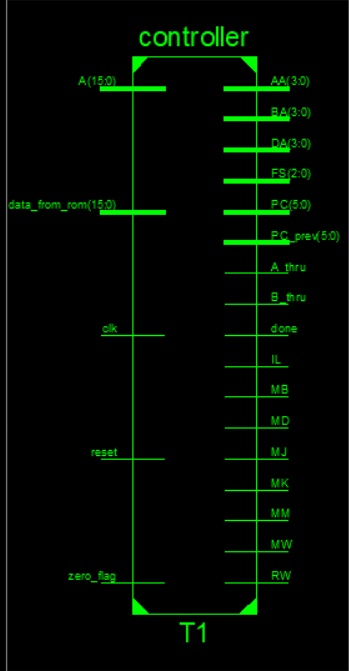 controller
A(15:0)
AA(3:0)
BA(3:0)
DA(3:0)
FS(2:0)
data_from_rom(15:0)
PC(5:0)
PC_prev(5:0)
A_thru
B_thru
clk
done
IL
MB
MD
reset
MJ
MK
MM
MW
zero_flag
RW
T1